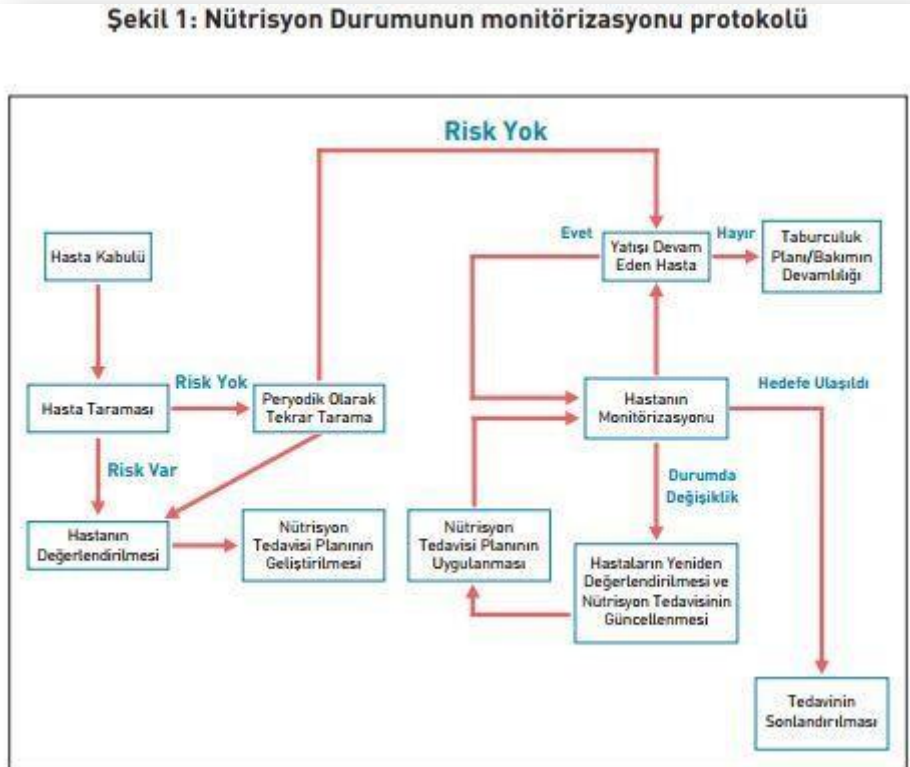 Şekil 1: Nütrisyon Durumunun monitörizasyonu protokolü
Risk Yok
Hasta Kabulü
Evet
Yatışı Devam
Eden Hasta
Hayır
Taburculuk
Planı/Bakımın
Devamlılığı
Hasta Taraması
Risk Yok
Peryodik Olarak
Tekrar Tarama
Hastanın
Monitörizasyonu
Hedefe Ulaşıldı
Risk Var
Durumda
Değişiklik
Hastanın
Değerlendirilmesi
Nütrisyon
Tedavisi Planının
Geliştirilmesi
Nütrisyon
Tedavisi Planının
Uygulanması
Hastaların Yeniden
Değerlendirilmesi ve
Nütrisyon Tedavisinin
Güncellenmesi
Tedavinin
Sonlandırılması